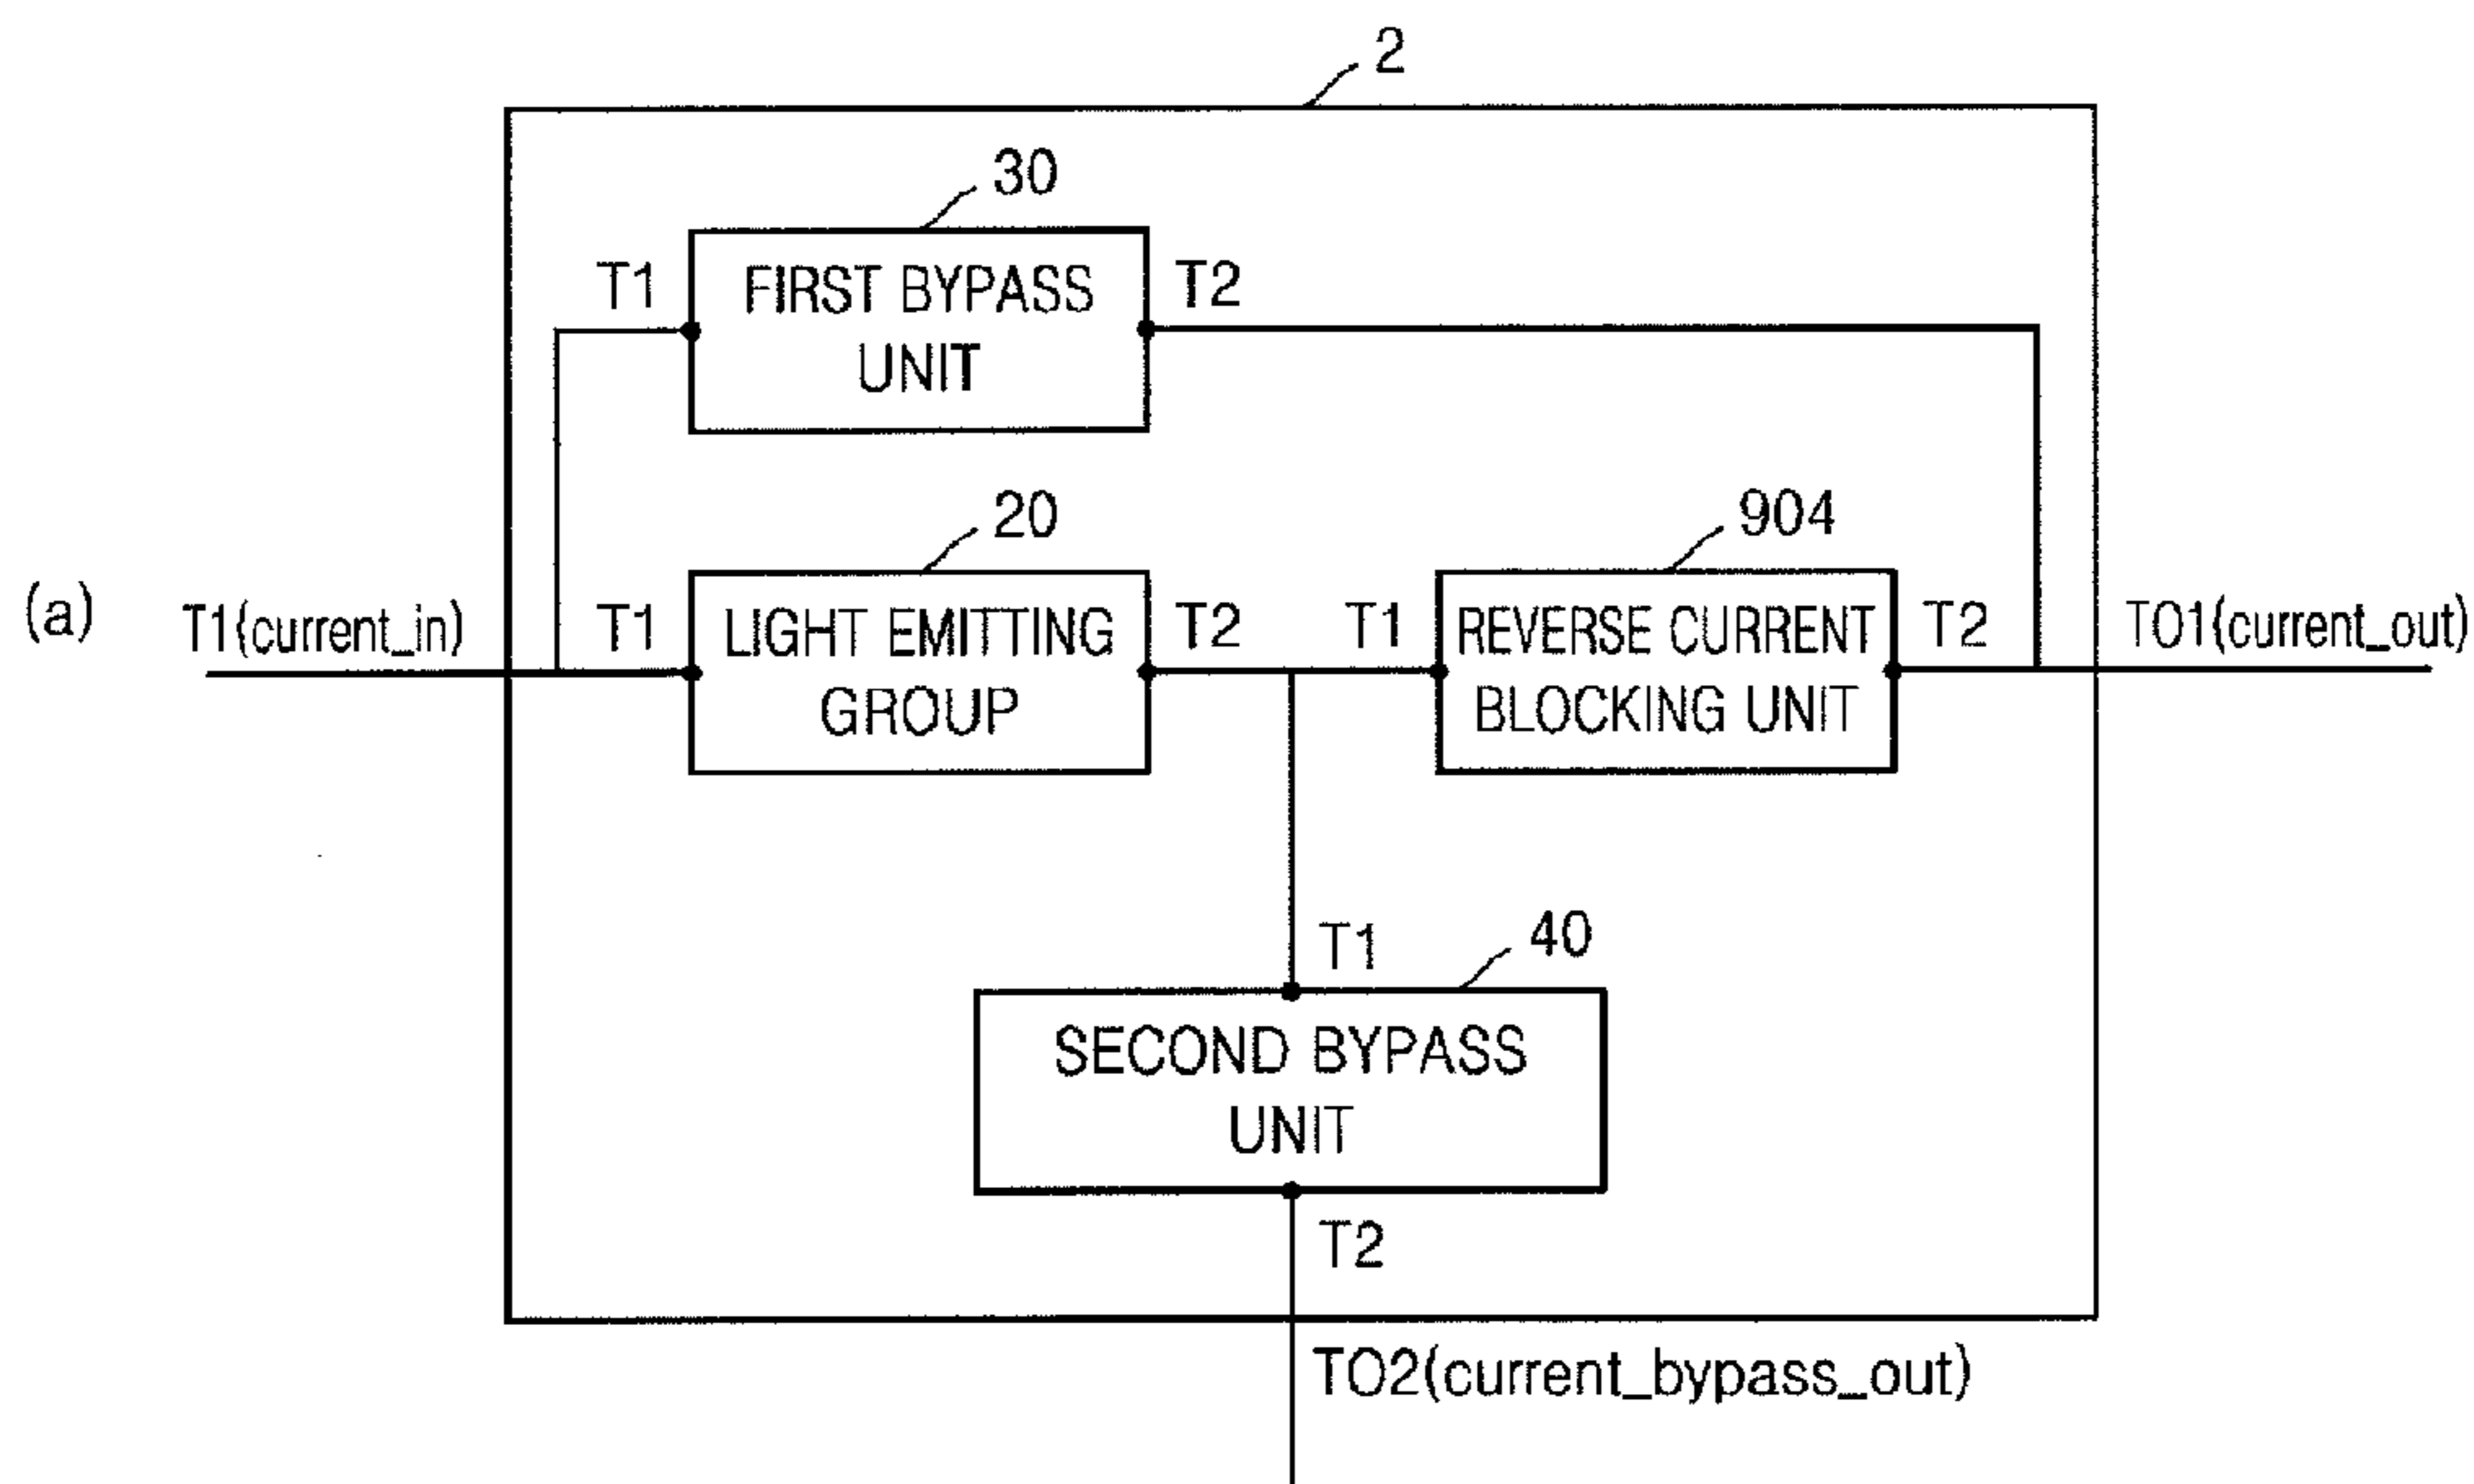 2
30
T1
FIRST BYPASS
UNIT
T2
20
904
(a)
T1(current_in)
T1
LIGHT EMITTING
GROUP
T2
T1
REVERSE CURRENT
BLOCKING UNIT
T2
TO1(current_out)
40
T1
SECOND BYPASS
UNIT
T2
TO2(current_bypass_out)